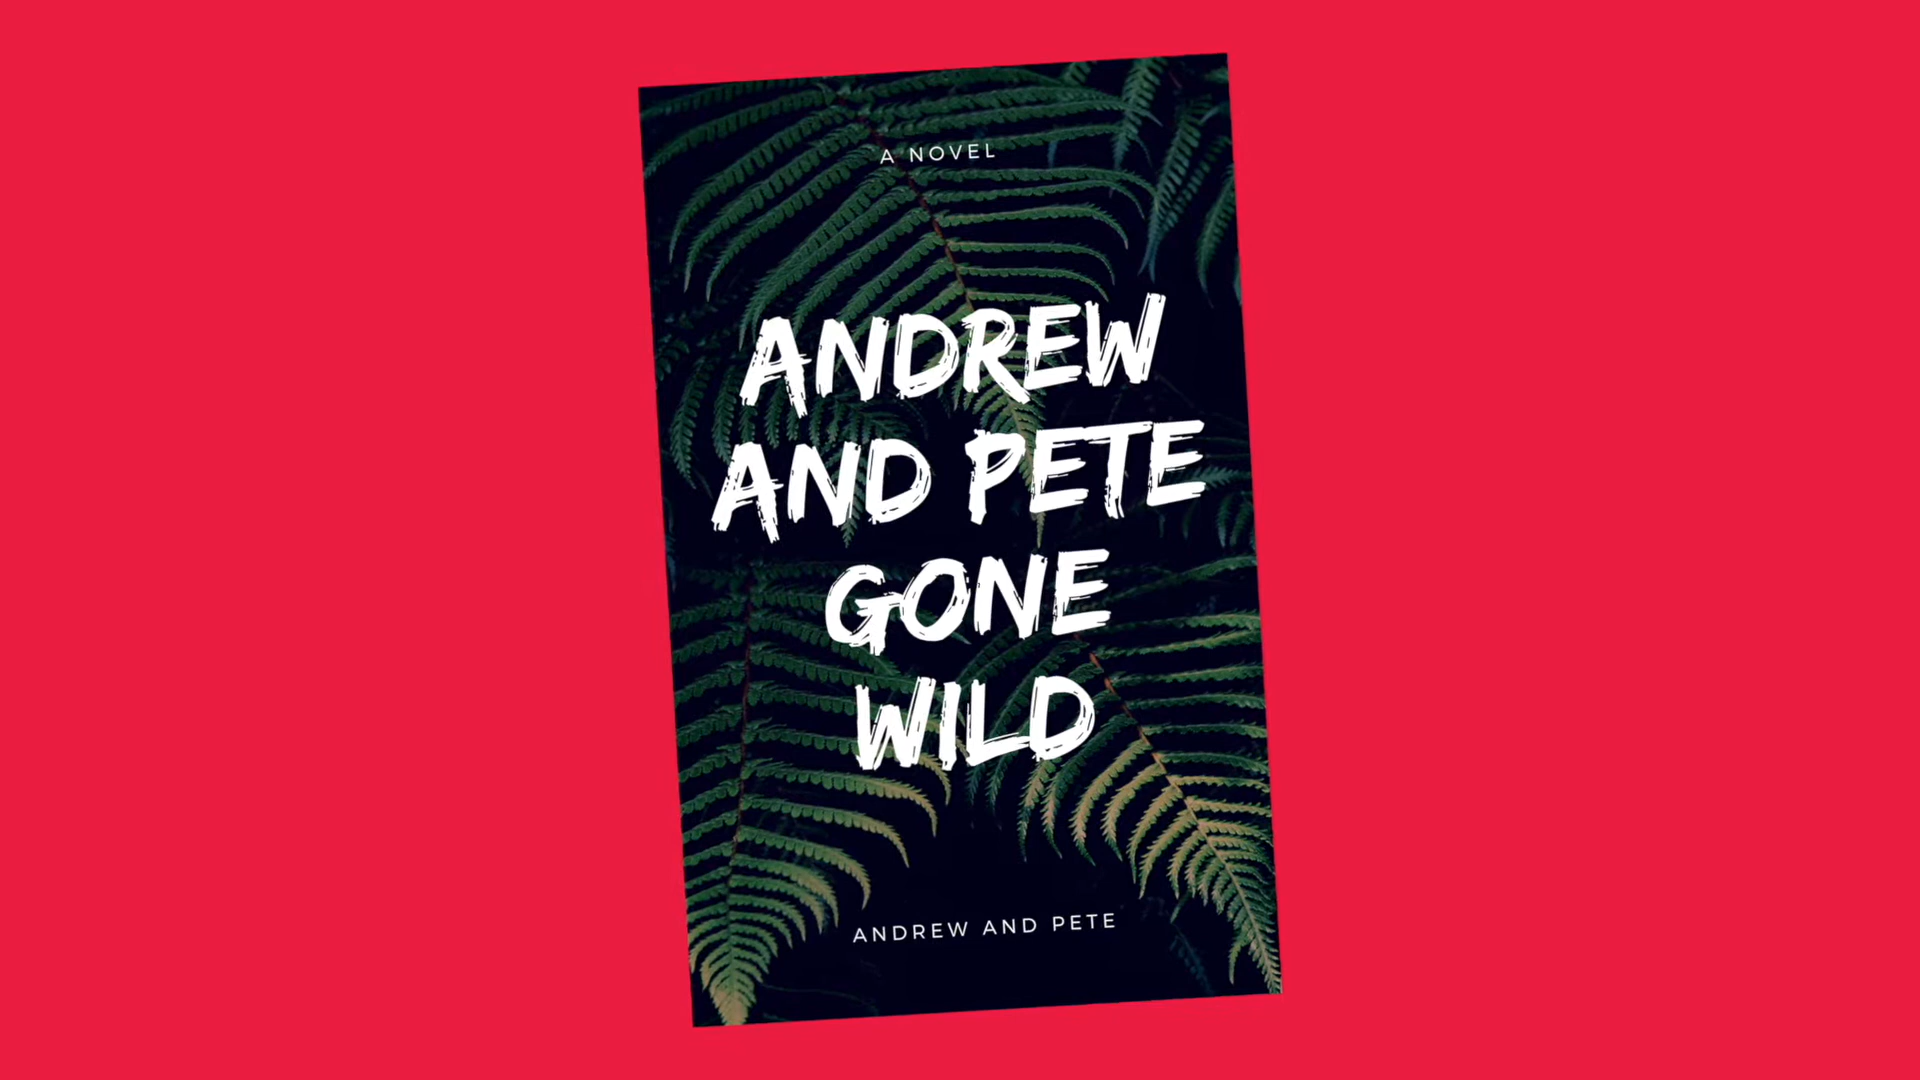 A NOVEL
ANDREW
AND PETE
GONE
WILD
ANDREW AND PETE